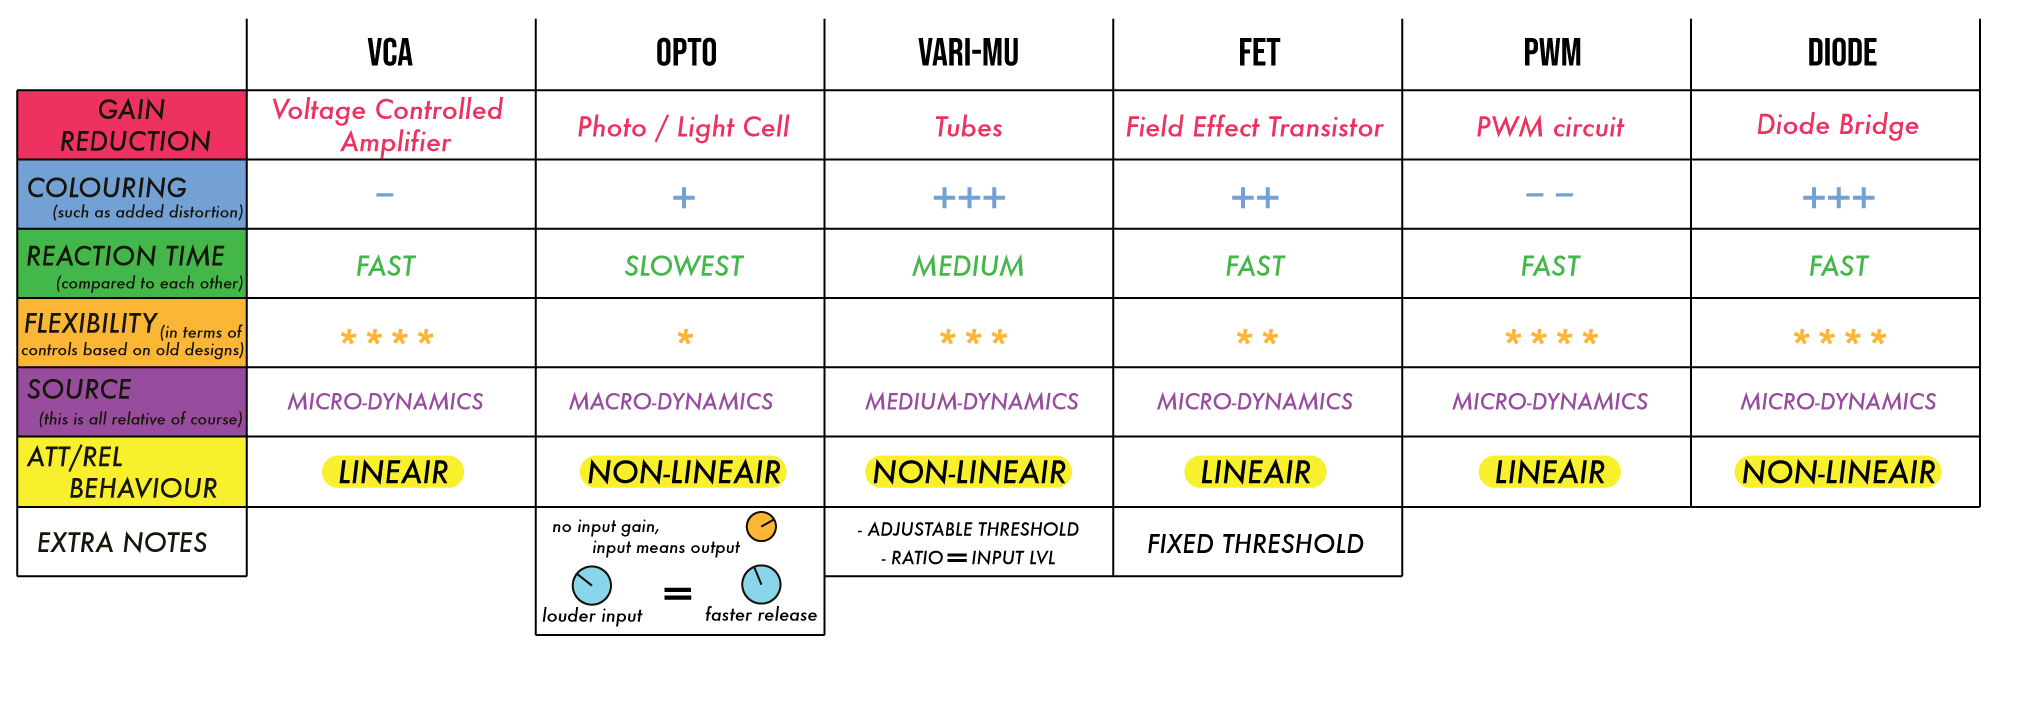 VCA OPTO VARI-MU FET PWM DIODE
GAIN
REDUCTION
Voltage Controlled
Amplifier
Photo / Light Cell
Tubes
Field Effect Transistor
PWM circuit
Diode Bridge
COLOURING
(such as added distortion)
– + +++ ++ – – +++
REACTION TIME
(compared to each other)
FAST SLOWEST MEDIUM FAST FAST FAST
FLEXIBILITY (in terms of
controls based on old designs)
**** * *** ** **** ****
SOURCE
(this is all relative of course)
MICRO-DYNAMICS MACRO-DYNAMICS MEDIUM-DYNAMICS MICRO-DYNAMICS MICRO-DYNAMICS MICRO-DYNAMICS
ATT/REL
BEHAVIOUR
LINEAIR NON-LINEAIR NON-LINEAIR LINEAIR LINEAIR NON-LINEAIR
EXTRA NOTES
no input gain,
input means output
=
louder input faster release
- ADJUSTABLE THRESHOLD
- RATIO = INPUT LVL
FIXED THRESHOLD